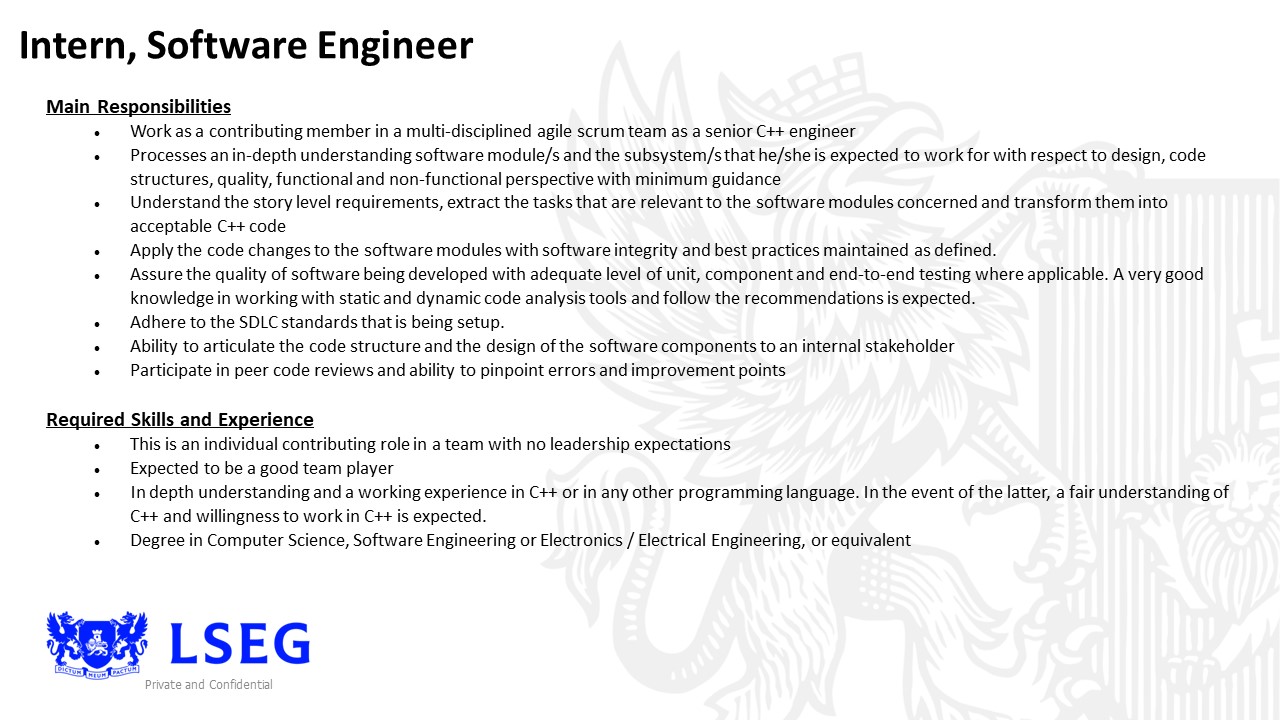 Intern, Software Engineer
Main Responsibilities
• Work as a contributing member in a multi-disciplined agile scrum team as a senior C++ engineer
• Processes an in-depth understanding software module/s and the subsystem/s that he/she is expected to work for with respect to design, code
structures, quality, functional and non-functional perspective with minimum guidance
• Understand the story level requirements, extract the tasks that are relevant to the software modules concerned and transform them into
acceptable C++ code
• Apply the code changes to the software modules with software integrity and best practices maintained as defined.
• Assure the quality of software being developed with adequate level of unit, component and end-to-end testing where applicable. A very good
knowledge in working with static and dynamic code analysis tools and follow the recommendations is expected.
• Adhere to the SDLC standards that is being setup.
• Ability to articulate the code structure and the design of the software components to an internal stakeholder
• Participate in peer code reviews and ability to pinpoint errors and improvement points
Required Skills and Experience
• This is an individual contributing role in a team with no leadership expectations
• Expected to be a good team player
• In depth understanding and a working experience in C++ or in any other programming language. In the event of the latter, a fair understanding of
C++ and willingness to work in C++ is expected.
• Degree in Computer Science, Software Engineering or Electronics / Electrical Engineering, or equivalent
LSEG
DICTUM MEUM PACTUM
Private and Confidential